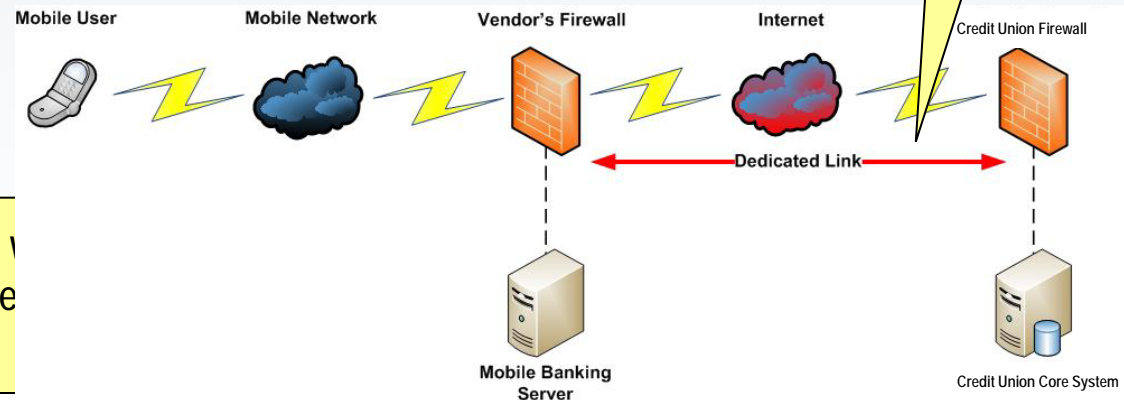 Mobile User
Mobile Network
Vendor's Firewall
Internet
Credit Union Firewall
Dedicated Link
Mobile Banking
Server
Credit Union Core System